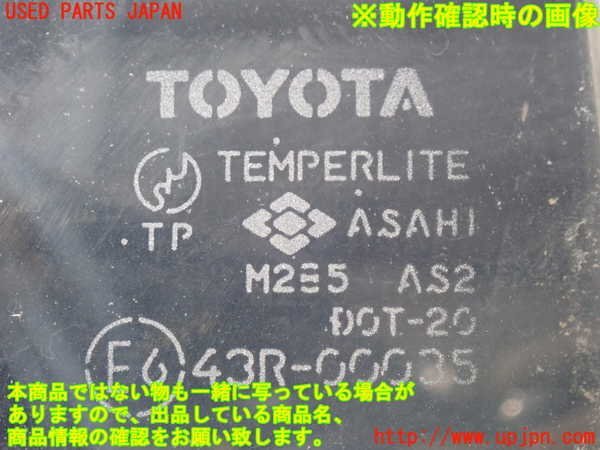 USED PARTS JAPAN
※動作確認時の画像
TOYOTA
TEMPERLITE
TP
ASAHI
M235 AS2
DOT-20
E6 43R-00035
本商品ではない物も一緒に写っている場合が
ありますので、出品している商品名、
商品情報の確認をお願い致します。
http://www.upjpn.com